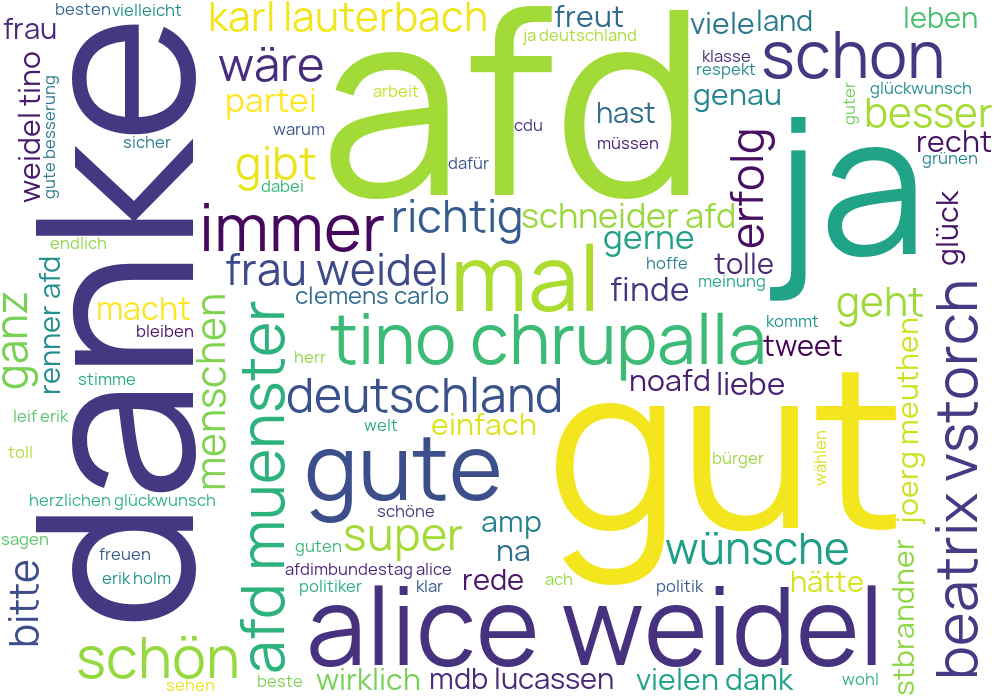 besten
vielleicht
karl lauterbach
freut
viele
land
leben
frau
ja deutschland
schon
wäre
afd
klasse
respekt
weidel tino
gute besserung
danke
partei
arbeit
genau
guter
glückwunsch
besser
hast
warum
cdu
ja
recht
sicher
müssen
erfolg
gibt
dafür
grünen
dabei
immer
richtig
schneider afd
glück
endlich
gerne
frau weidel
mal
hoffe
tolle
meinung
renner afd
clemens carlo
finde
geht
ganz
macht
menschen
bleiben
afd muenster
tino chrupalla
kommt
tweet
herr
stimme
deutschland
noafd
liebe
gut
joerg meuthen
beatrix vstorch
leif erik
welt
einfach
toll
gute
bürger
wählen
herzlichen glückwunsch
schöne
super
amp
sagen
freuen
guten
na
wünsche
bitte
erik holm
afdimbundestag alice
rede
ach
politiker
klar
politik
hätte
stbrandner
alice weidel
schön
sehen
beste
wirklich
mdb lucassen
vielen dank
wohl